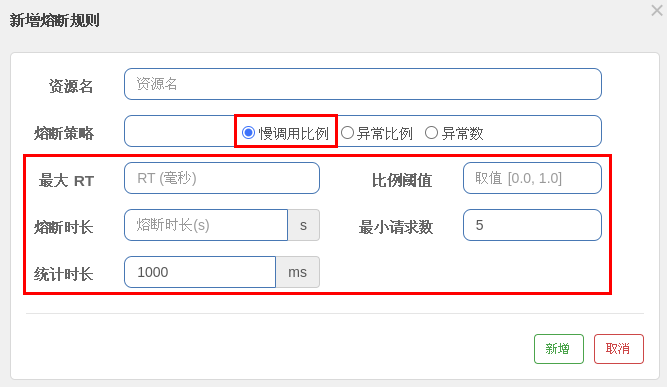 新增熔断规则
资源名 资源名
熔断策略 慢调用比例 异常比例 异常数
最大 RT RT (毫秒) 比例阈值 取值 [0.0, 1.0]
熔断时长 熔断时长(s) s 最小请求数 5
统计时长 1000 ms
新增 取消